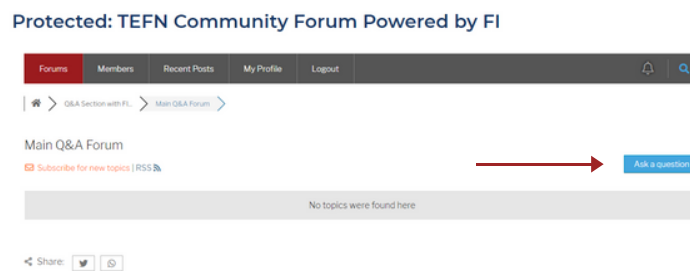 Protected: TEFN Community Forum Powered by FI
Forums Members Recent Posts My Profile Logout
Q&A Section with FI... Main Q&A Forum
Main Q&A Forum
Subscribe for new topics | RSS
Ask a question
No topics were found here
Share: